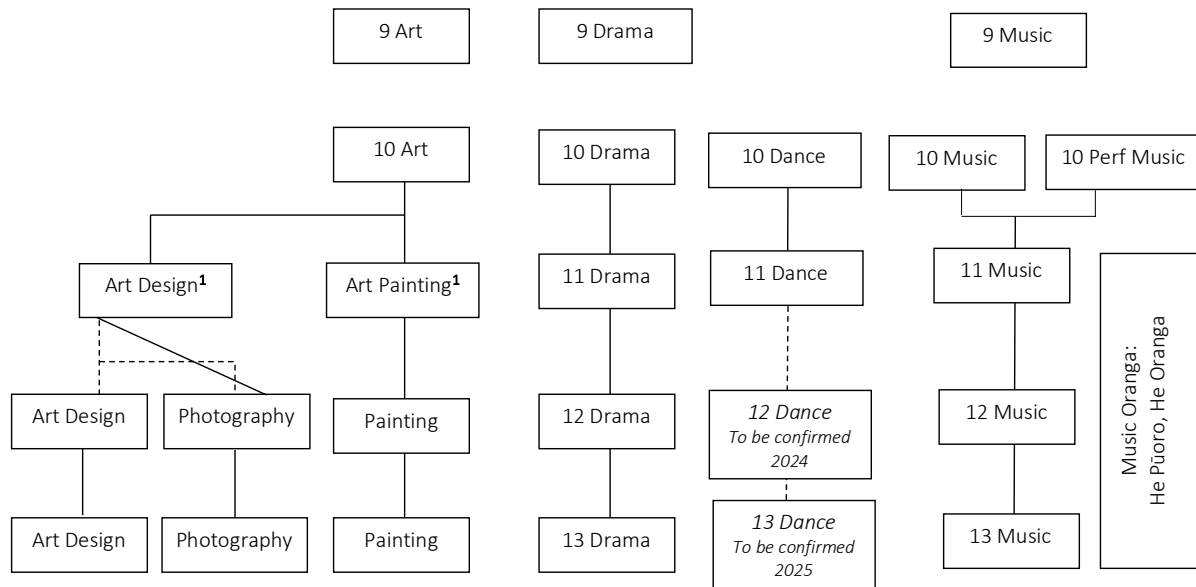 9 Art
9 Drama
9 Music
10 Art
10 Drama
10 Dance
10 Music
10 Perf Music
Art Design¹
Art Painting¹
11 Drama
11 Dance
11 Music
Music Oranga:
He Pūoro, He Oranga
Art Design
Photography
Painting
12 Drama
12 Dance
To be confirmed
2024
12 Music
Art Design
Photography
Painting
13 Drama
13 Dance
To be confirmed
2025
13 Music